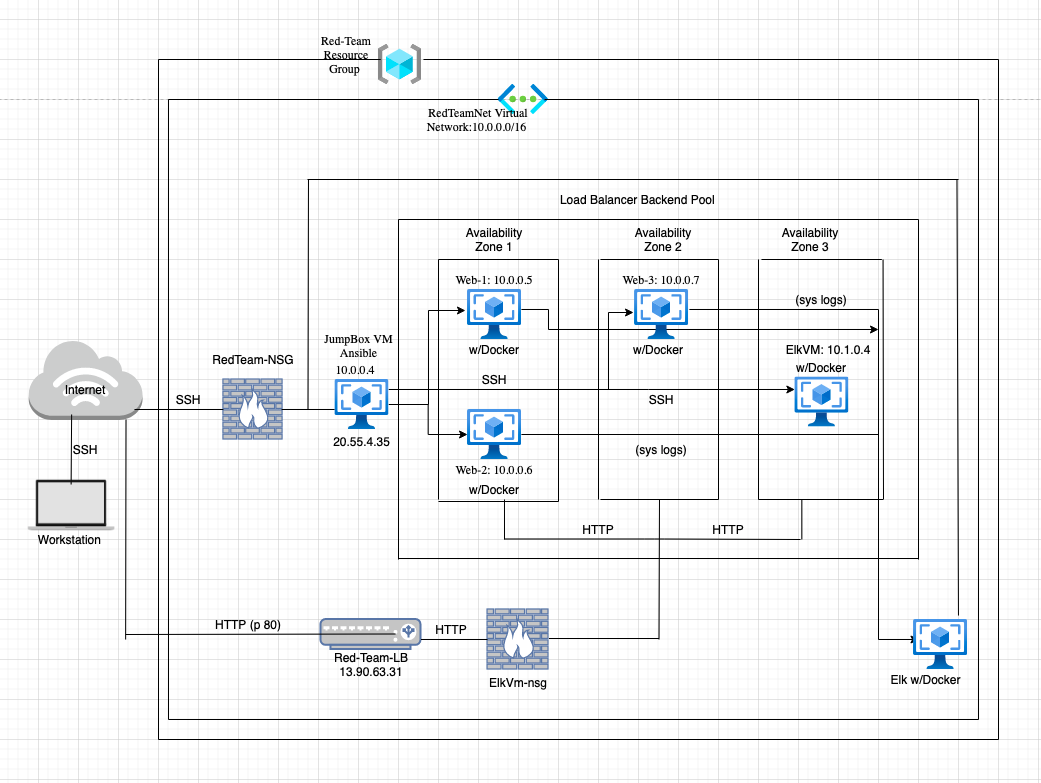 Red-Team
Resource
Group
RedTeamNet Virtual
Network:10.0.0.0/16
Load Balancer Backend Pool
Availability
Zone 1
Availability
Zone 2
Availability
Zone 3
Web-1: 10.0.0.5
Web-3: 10.0.0.7
(sys logs)
w/Docker
w/Docker
ElkVM: 10.1.0.4
w/Docker
JumpBox VM
Ansible
10.0.0.4
RedTeam-NSG
Internet
SSH
SSH
SSH
20.55.4.35
SSH
(sys logs)
Web-2: 10.0.0.6
w/Docker
Workstation
HTTP
HTTP
HTTP (p 80)
HTTP
Red-Team-LB
13.90.63.31
ElkVm-nsg
Elk w/Docker